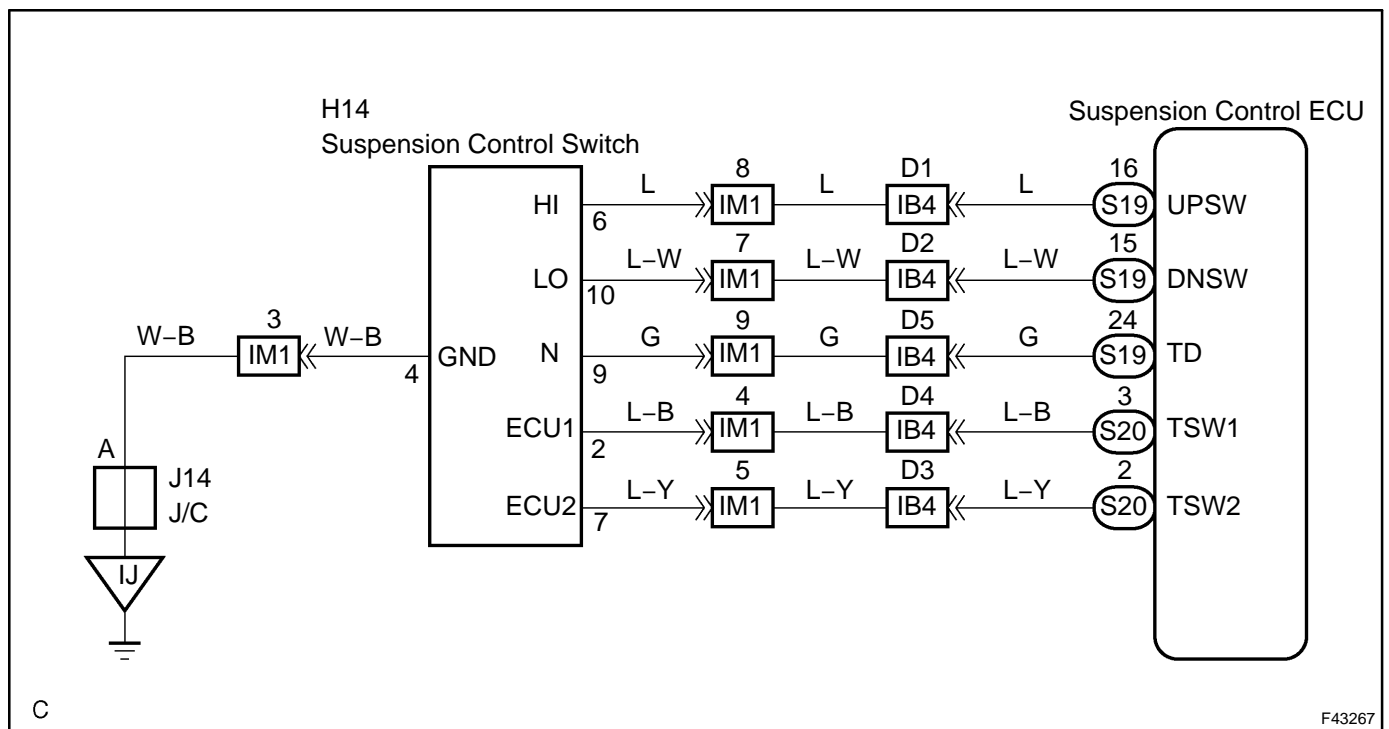 H14
Suspension Control Switch
Suspension Control ECU
HI 6 L 8 IM1 L D1 IB4 L 16 S19 UPSW
LO 10 L−W 7 IM1 L−W D2 IB4 L−W 15 S19 DNSW
N 9 G 9 IM1 G D5 IB4 G 24 S19 TD
ECU1 2 L−B 4 IM1 L−B D4 IB4 L−B 3 S20 TSW1
ECU2 7 L−Y 5 IM1 L−Y D3 IB4 L−Y 2 S20 TSW2
W−B 3 IM1 W−B 4 GND
A
J14
J/C
IJ
C
F43267